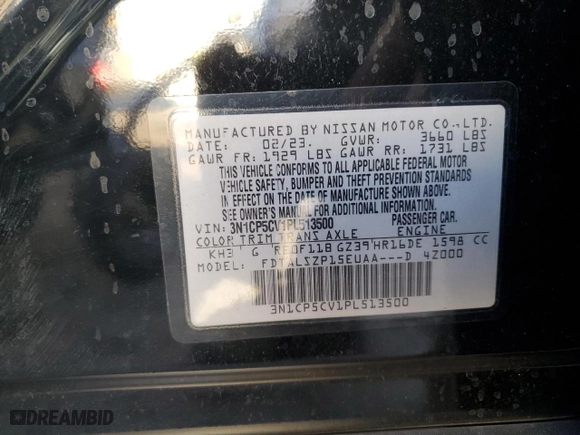 MANUFACTURED BY NISSAN MOTOR CO.,LTD.
DATE: 02/23. GVWR: 3660 LBS
GAWR FR: 1929 LBS GAWR RR: 1731 LBS
THIS VEHICLE CONFORMS TO ALL APPLICABLE FEDERAL MOTOR
VEHICLE SAFETY, BUMPER AND THEFT PREVENTION STANDARDS
IN EFFECT ON THE DATE OF MANUFACTURE SHOWN ABOVE.
SEE OWNER'S MANUAL FOR ADDITIONAL INFORMATION.
VIN: 3N1CP5CV1PL513500 PASSENGER CAR.
COLOR TRIM TRANS AXLE ENGINE
KH3 G RE0F11B GZ39 HR16DE 1598 CC
MODEL: FDTALSZP15EUAA---D 4Z000
3N1CP5CV1PL513500
DREAMBID